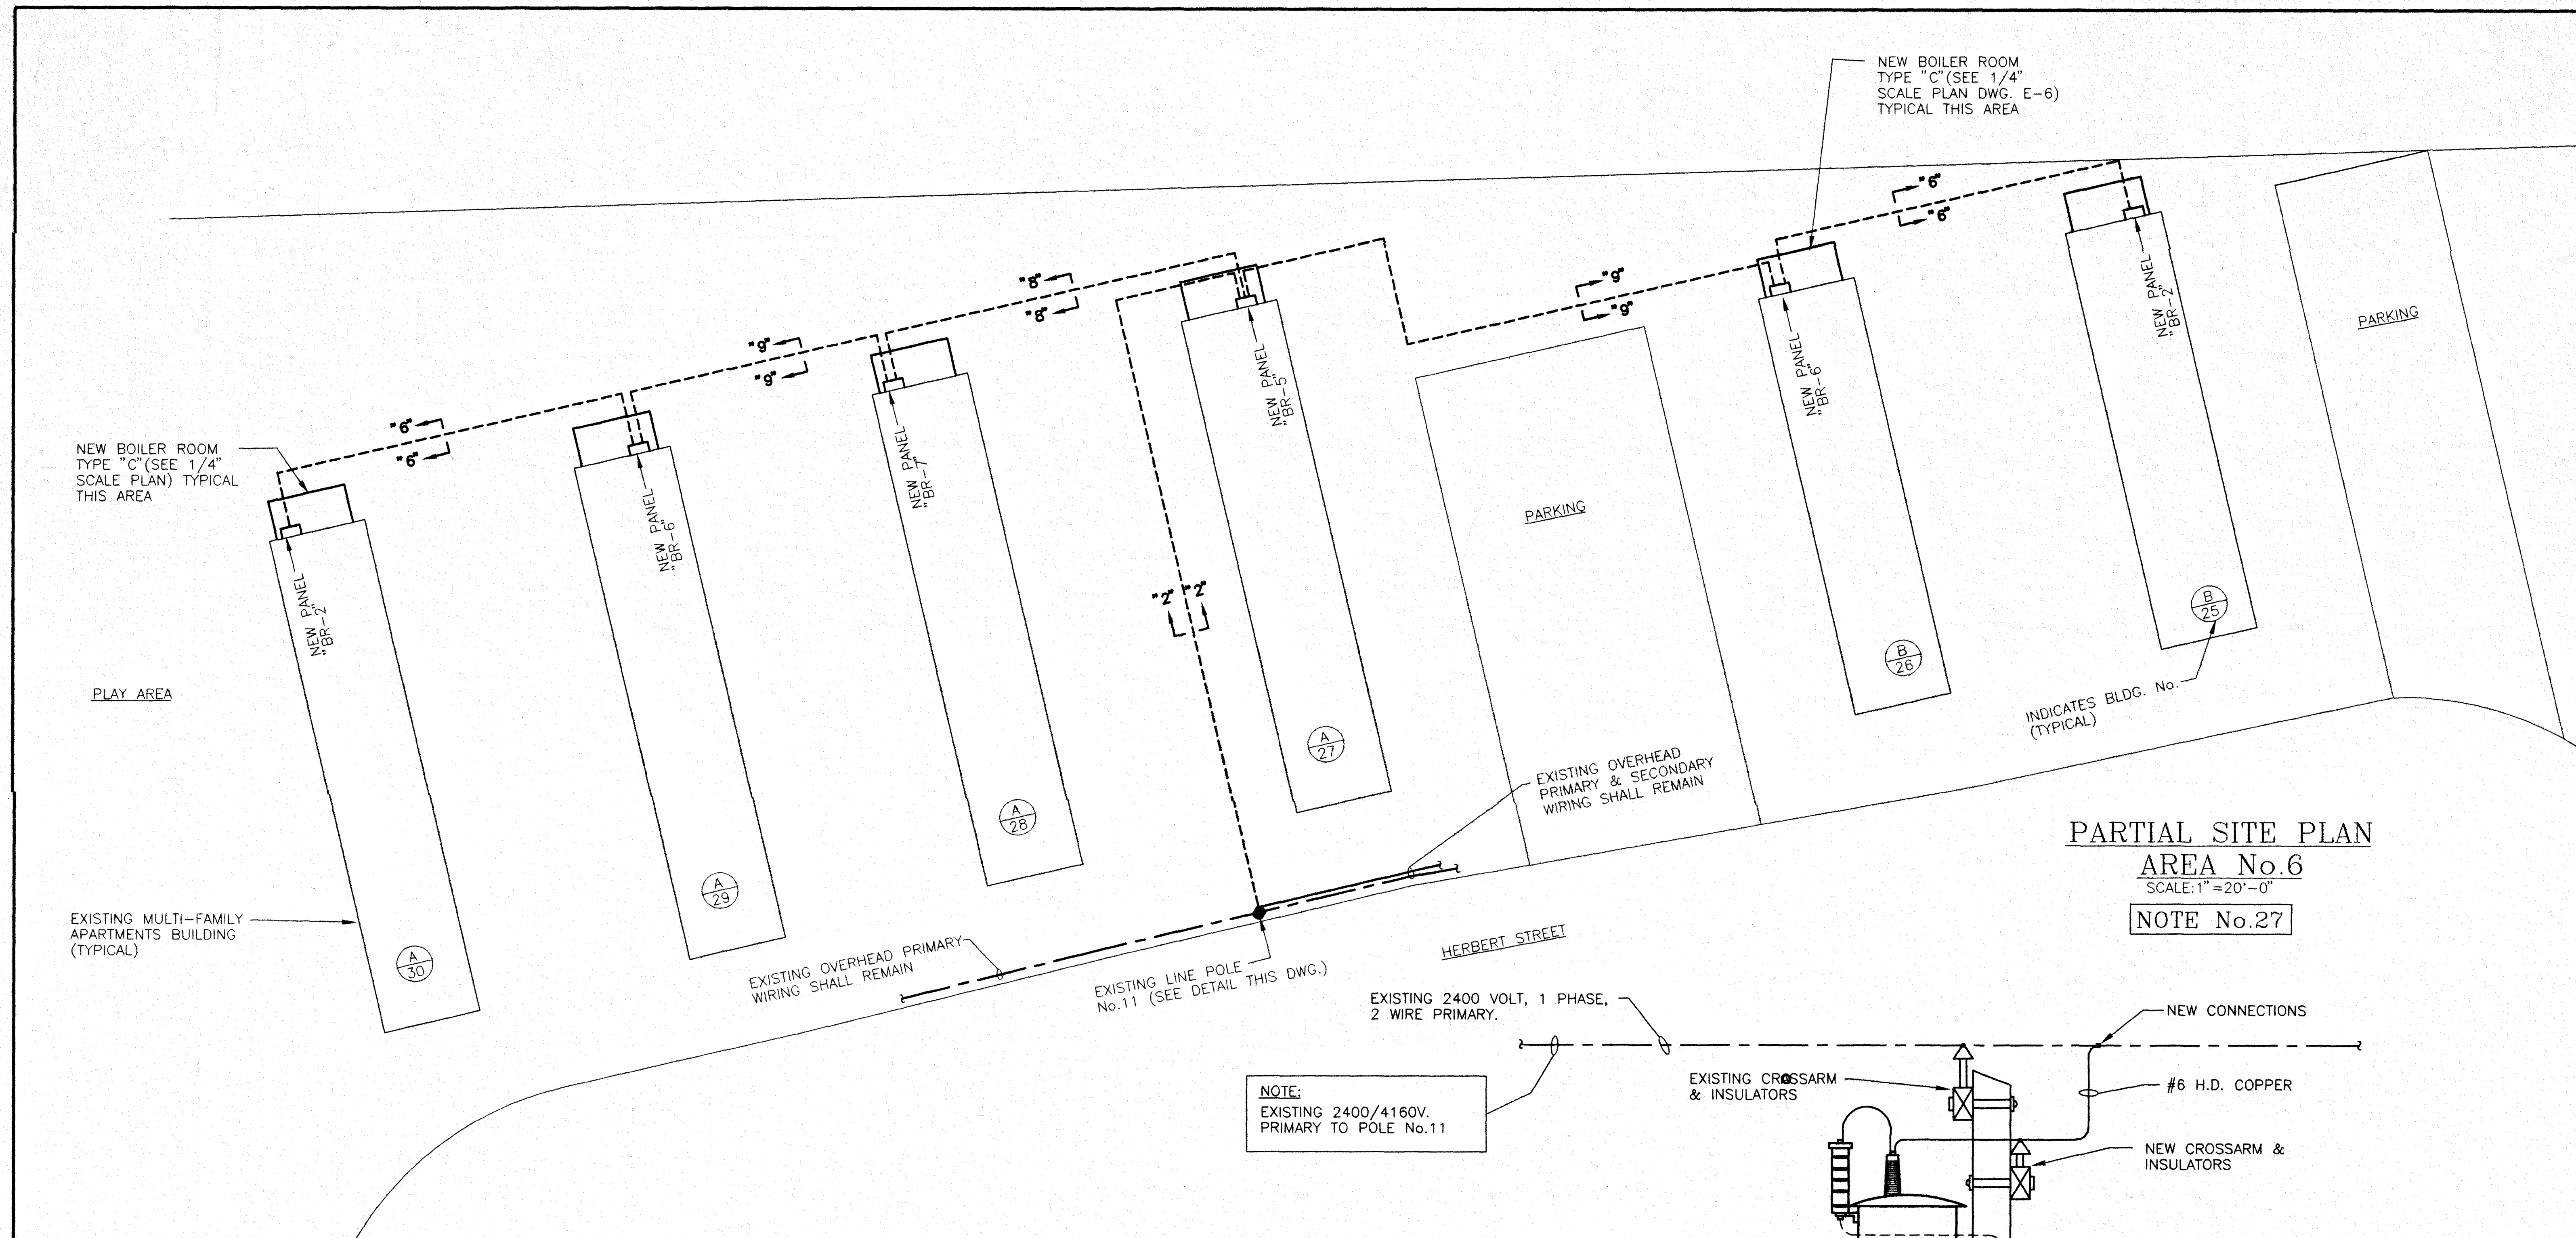 NEW BOILER ROOM
TYPE "C"(SEE 1/4"
SCALE PLAN DWG. E-6)
TYPICAL THIS AREA
"6"
"6"
"8"
"8"
"9"
"9"
"9"
"9"
"6"
"6"
NEW BOILER ROOM
TYPE "C"(SEE 1/4"
SCALE PLAN) TYPICAL
THIS AREA
NEW PANEL
"BR-2"
NEW PANEL
"BR-6"
NEW PANEL
"BR-7"
NEW PANEL
"BR-5"
NEW PANEL
"BR-6"
NEW PANEL
"BR-2"
PARKING
PARKING
"2" "2"
B
25
B
26
INDICATES BLDG. No.
(TYPICAL)
PLAY AREA
A
27
A
28
A
29
A
30
EXISTING OVERHEAD
PRIMARY & SECONDARY
WIRING SHALL REMAIN
PARTIAL SITE PLAN
AREA No.6
SCALE:1"=20'-0"
NOTE No.27
EXISTING MULTI-FAMILY
APARTMENTS BUILDING
(TYPICAL)
EXISTING OVERHEAD PRIMARY
WIRING SHALL REMAIN
EXISTING LINE POLE
No.11 (SEE DETAIL THIS DWG.)
HERBERT STREET
EXISTING 2400 VOLT, 1 PHASE,
2 WIRE PRIMARY.
NEW CONNECTIONS
NOTE:
EXISTING 2400/4160V.
PRIMARY TO POLE No.11
EXISTING CROSSARM
& INSULATORS
#6 H.D. COPPER
NEW CROSSARM &
INSULATORS